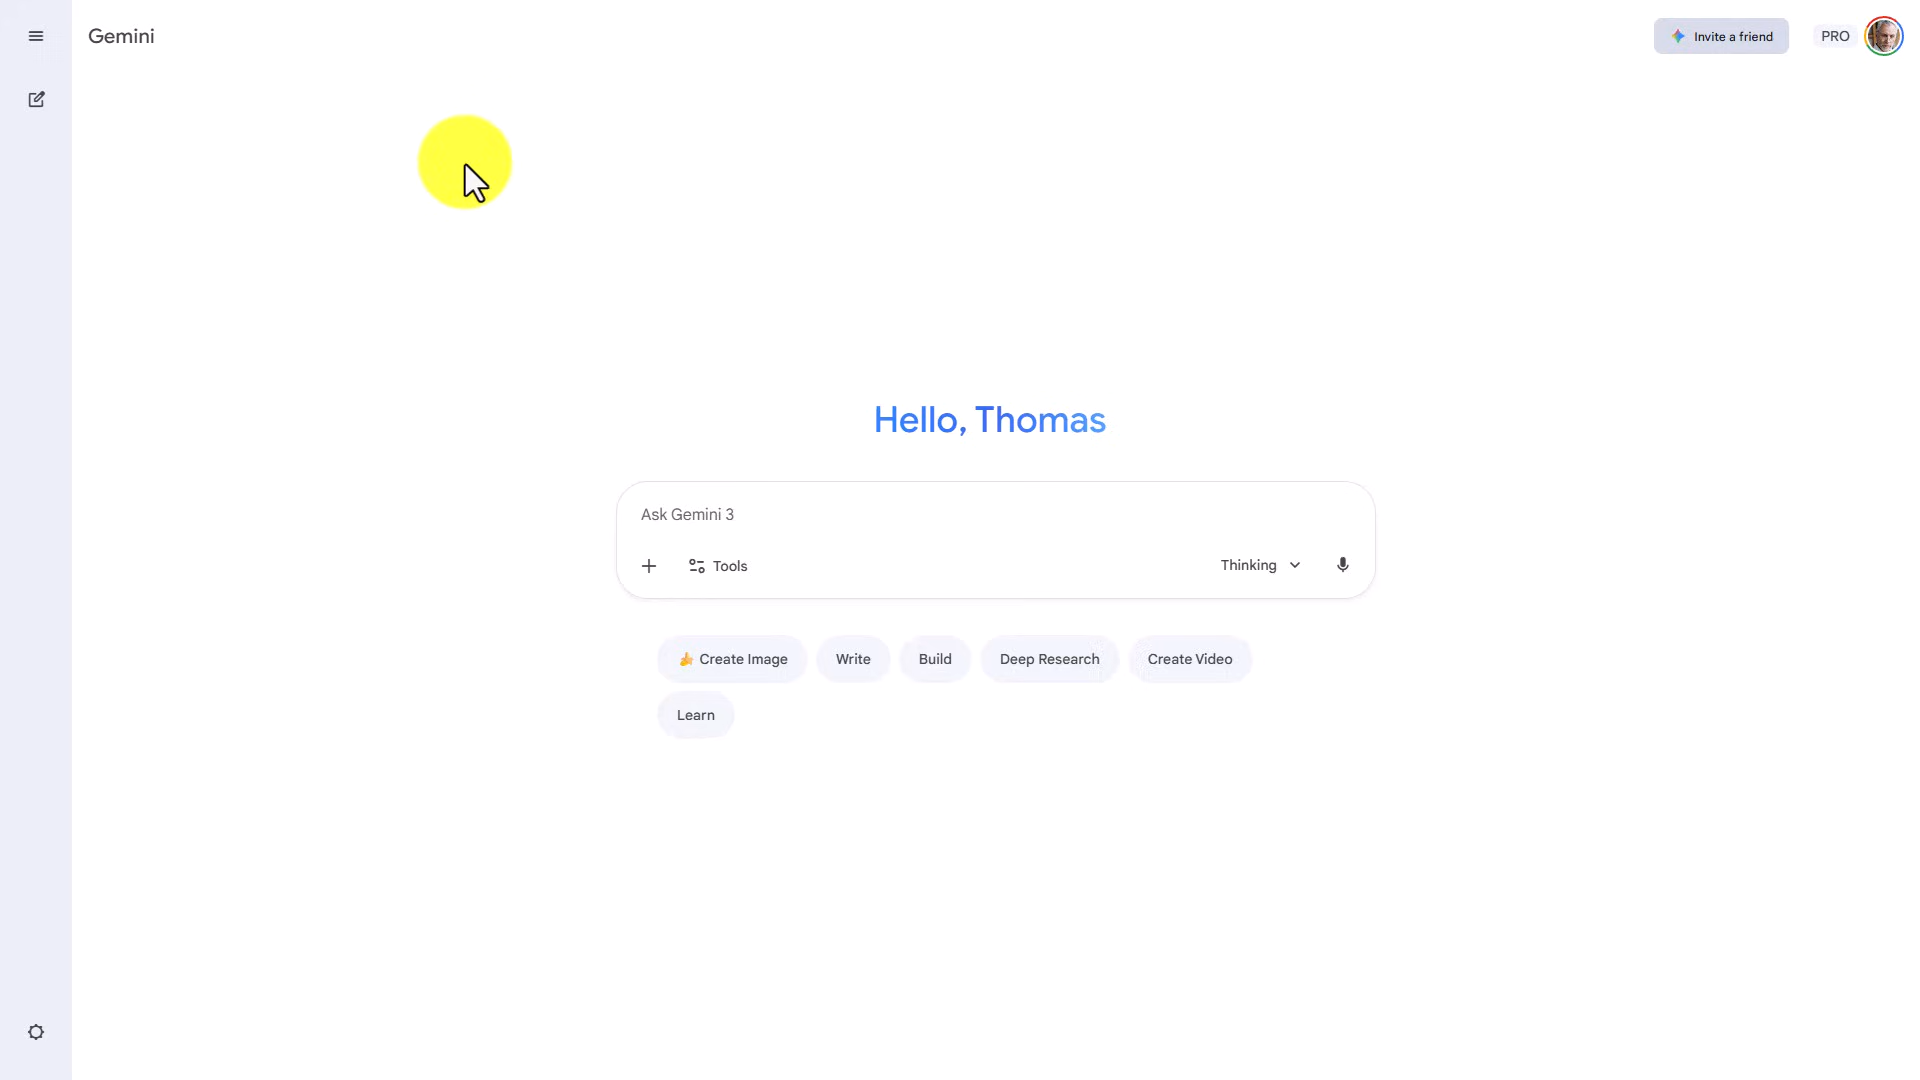 Gemini
Invite a friend
PRO
Hello, Thomas
Ask Gemini 3
Tools
Thinking
Create Image
Write
Build
Deep Research
Create Video
Learn